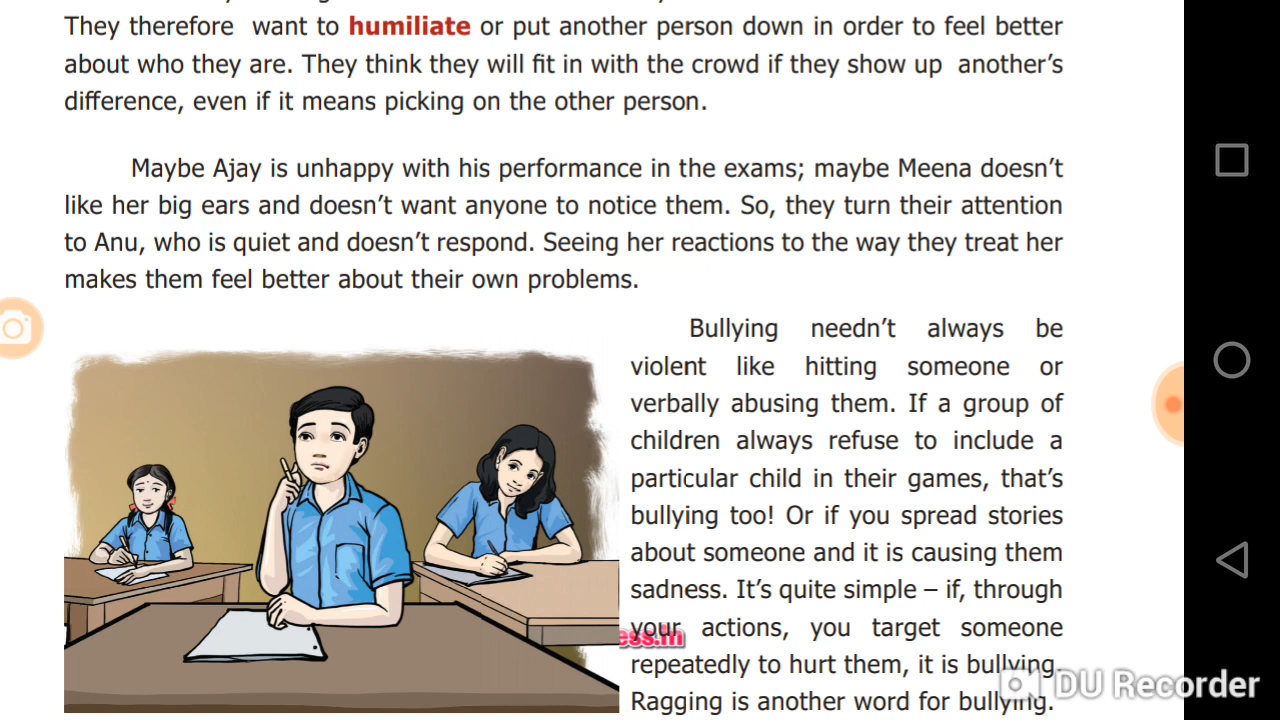 They therefore want to humiliate or put another person down in order to feel better
about who they are. They think they will fit in with the crowd if they show up another’s
difference, even if it means picking on the other person.
Maybe Ajay is unhappy with his performance in the exams; maybe Meena doesn’t
like her big ears and doesn’t want anyone to notice them. So, they turn their attention
to Anu, who is quiet and doesn’t respond. Seeing her reactions to the way they treat her
makes them feel better about their own problems.
Bullying needn’t always be
violent like hitting someone or
verbally abusing them. If a group of
children always refuse to include a
particular child in their games, that’s
bullying too! Or if you spread stories
about someone and it is causing them
sadness. It’s quite simple – if, through
your actions, you target someone
repeatedly to hurt them, it is bullying.
Ragging is another word for bullying.
ess.in
DU Recorder